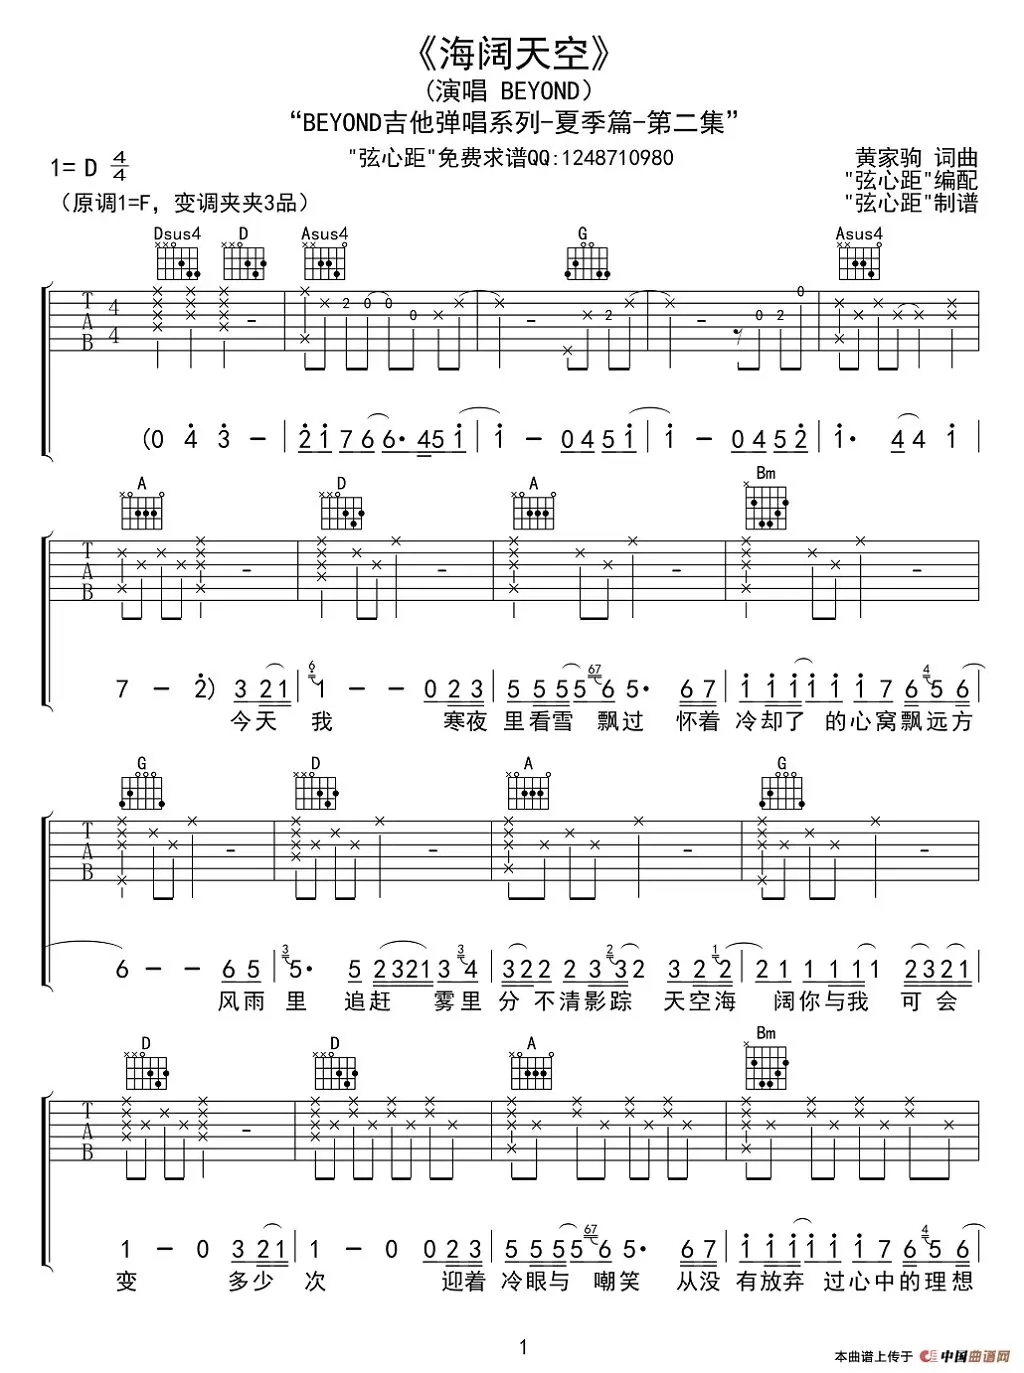 《海阔天空》
(演唱 BEYOND)
“BEYOND吉他弹唱系列-夏季篇-第二集”
"弦心距"免费求谱QQ:1248710980
1= D 4/4
黄家驹 词曲
"弦心距"编配
"弦心距"制谱
（原调1=F，变调夹夹3品）
Dsus4 D Asus4 G Asus4
T A B 4 4 2 0 0 0 2 0 2 0
(0 4 3 - | 2 1 7 6 6· 4 5 1 | 1 - 0 4 5 1 | 1 - 0 4 5 2 | 1· 4 4 1
A D A Bm
T A B
7 - 2) 3 2 1 | 6 1 - - 0 2 3 | 5 5 5 5 67 6 5· 6 7 | 1 1 1 1 1 1 7 6 4 5 6
今天 我 寒夜 里看雪 飘过 怀着 冷却了 的心窝飘远方
G D A G
T A B
6 - - 6 5 | 3 5· 5 2 3 2 1 3 3 4 | 3 2 2 2 3 2 3 2 3 2 1 2 | 2 1 1 1 1 1 2 3 2 1
风雨 里 追赶 雾里 分 不清影踪 天空海 阔你与我 可会
D D A Bm
T A B
1 - 0 3 2 1 | 1 - 0 0 2 3 | 5 5 5 5 67 6 5· 6 7 | 1 1 1 1 1 1 7 6 4 5 6
变 多少 次 迎着 冷眼与 嘲笑 从没 有放弃 过心中的理想
1
本曲谱上传于 中国曲谱网